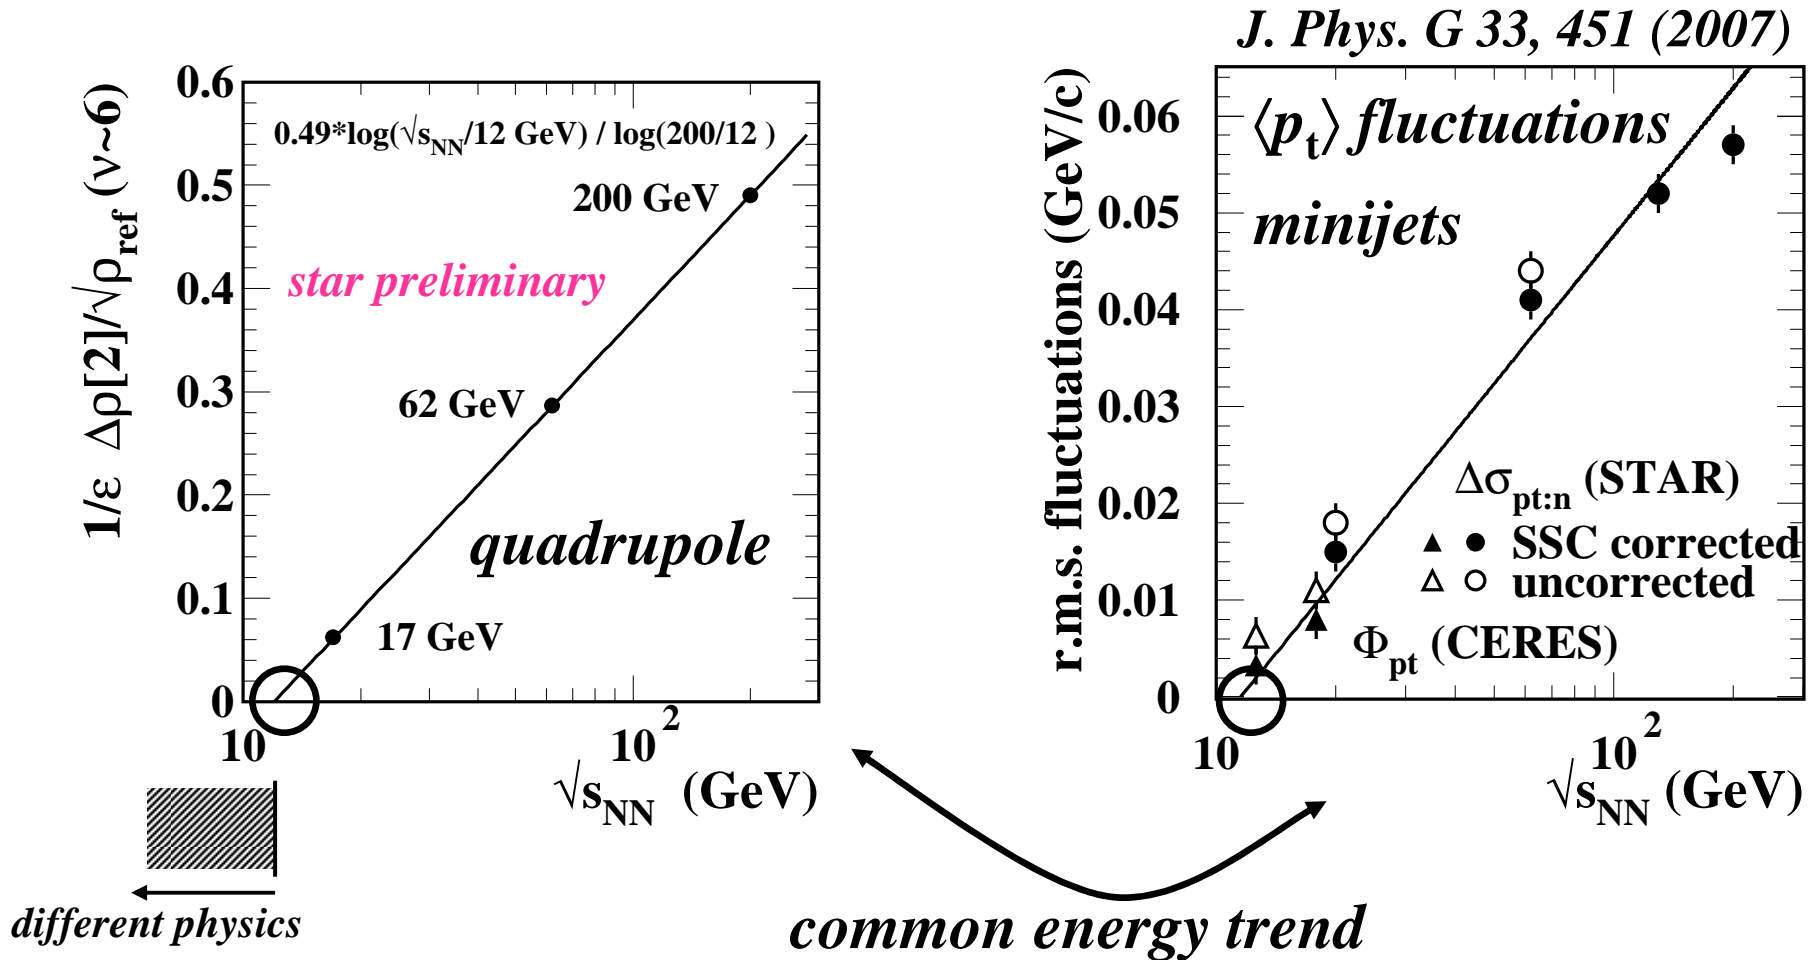 J. Phys. G 33, 451 (2007)
1/ε Δρ[2]/√ρref (ν~6)
0.6
0.5
0.4
0.3
0.2
0.1
0
0.49*log(√sNN/12 GeV) / log(200/12 )
200 GeV
star preliminary
62 GeV
quadrupole
17 GeV
10
10²
√sNN (GeV)
different physics
r.m.s. fluctuations (GeV/c)
0.06
0.05
0.04
0.03
0.02
0.01
0
⟨pt⟩ fluctuations
minijets
Δσpt:n (STAR)
SSC corrected
uncorrected
Φpt (CERES)
10
10²
√sNN (GeV)
common energy trend